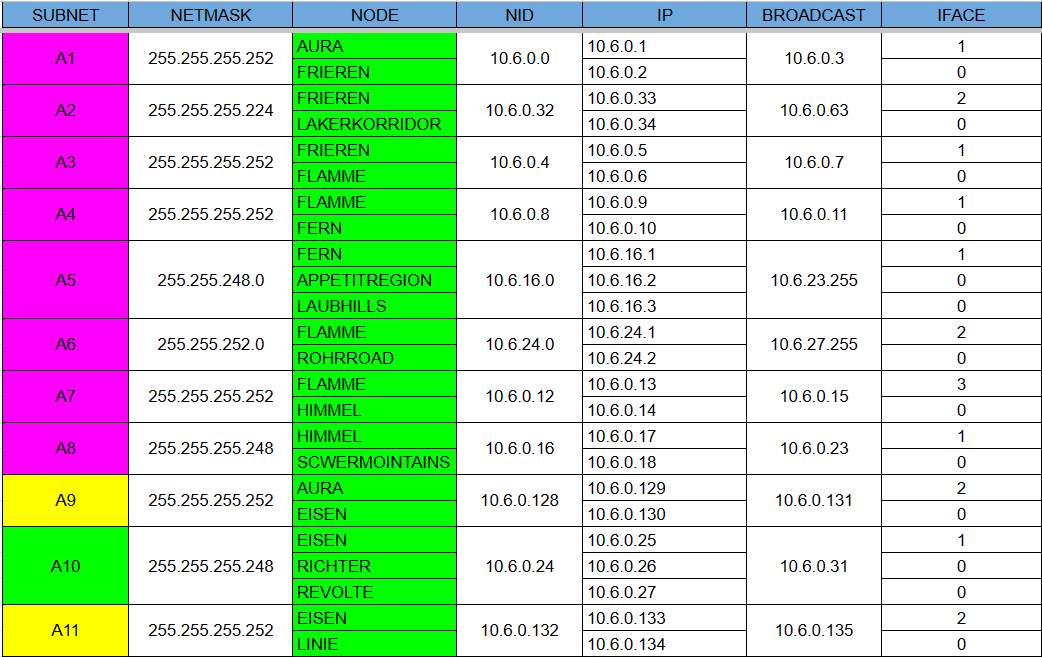 SUBNET NETMASK NODE NID IP BROADCAST IFACE
A1 255.255.255.252 AURA 10.6.0.0 10.6.0.1 10.6.0.3 1
FRIEREN 10.6.0.2 0
A2 255.255.255.224 FRIEREN 10.6.0.32 10.6.0.33 10.6.0.63 2
LAKERKORRIDOR 10.6.0.34 0
A3 255.255.255.252 FRIEREN 10.6.0.4 10.6.0.5 10.6.0.7 1
FLAMME 10.6.0.6 0
A4 255.255.255.252 FLAMME 10.6.0.8 10.6.0.9 10.6.0.11 1
FERN 10.6.0.10 0
A5 255.255.248.0 FERN 10.6.16.0 10.6.16.1 10.6.23.255 1
APPETITREGION 10.6.16.2 0
LAUBHILLS 10.6.16.3 0
A6 255.255.252.0 FLAMME 10.6.24.0 10.6.24.1 10.6.27.255 2
ROHRROAD 10.6.24.2 0
A7 255.255.255.252 FLAMME 10.6.0.12 10.6.0.13 10.6.0.15 3
HIMMEL 10.6.0.14 0
A8 255.255.255.248 HIMMEL 10.6.0.16 10.6.0.17 10.6.0.23 1
SCWERMOINTAINS 10.6.0.18 0
A9 255.255.255.252 AURA 10.6.0.128 10.6.0.129 10.6.0.131 2
EISEN 10.6.0.130 0
A10 255.255.255.248 EISEN 10.6.0.24 10.6.0.25 10.6.0.31 1
RICHTER 10.6.0.26 0
REVOLTE 10.6.0.27 0
A11 255.255.255.252 EISEN 10.6.0.132 10.6.0.133 10.6.0.135 2
LINIE 10.6.0.134 0